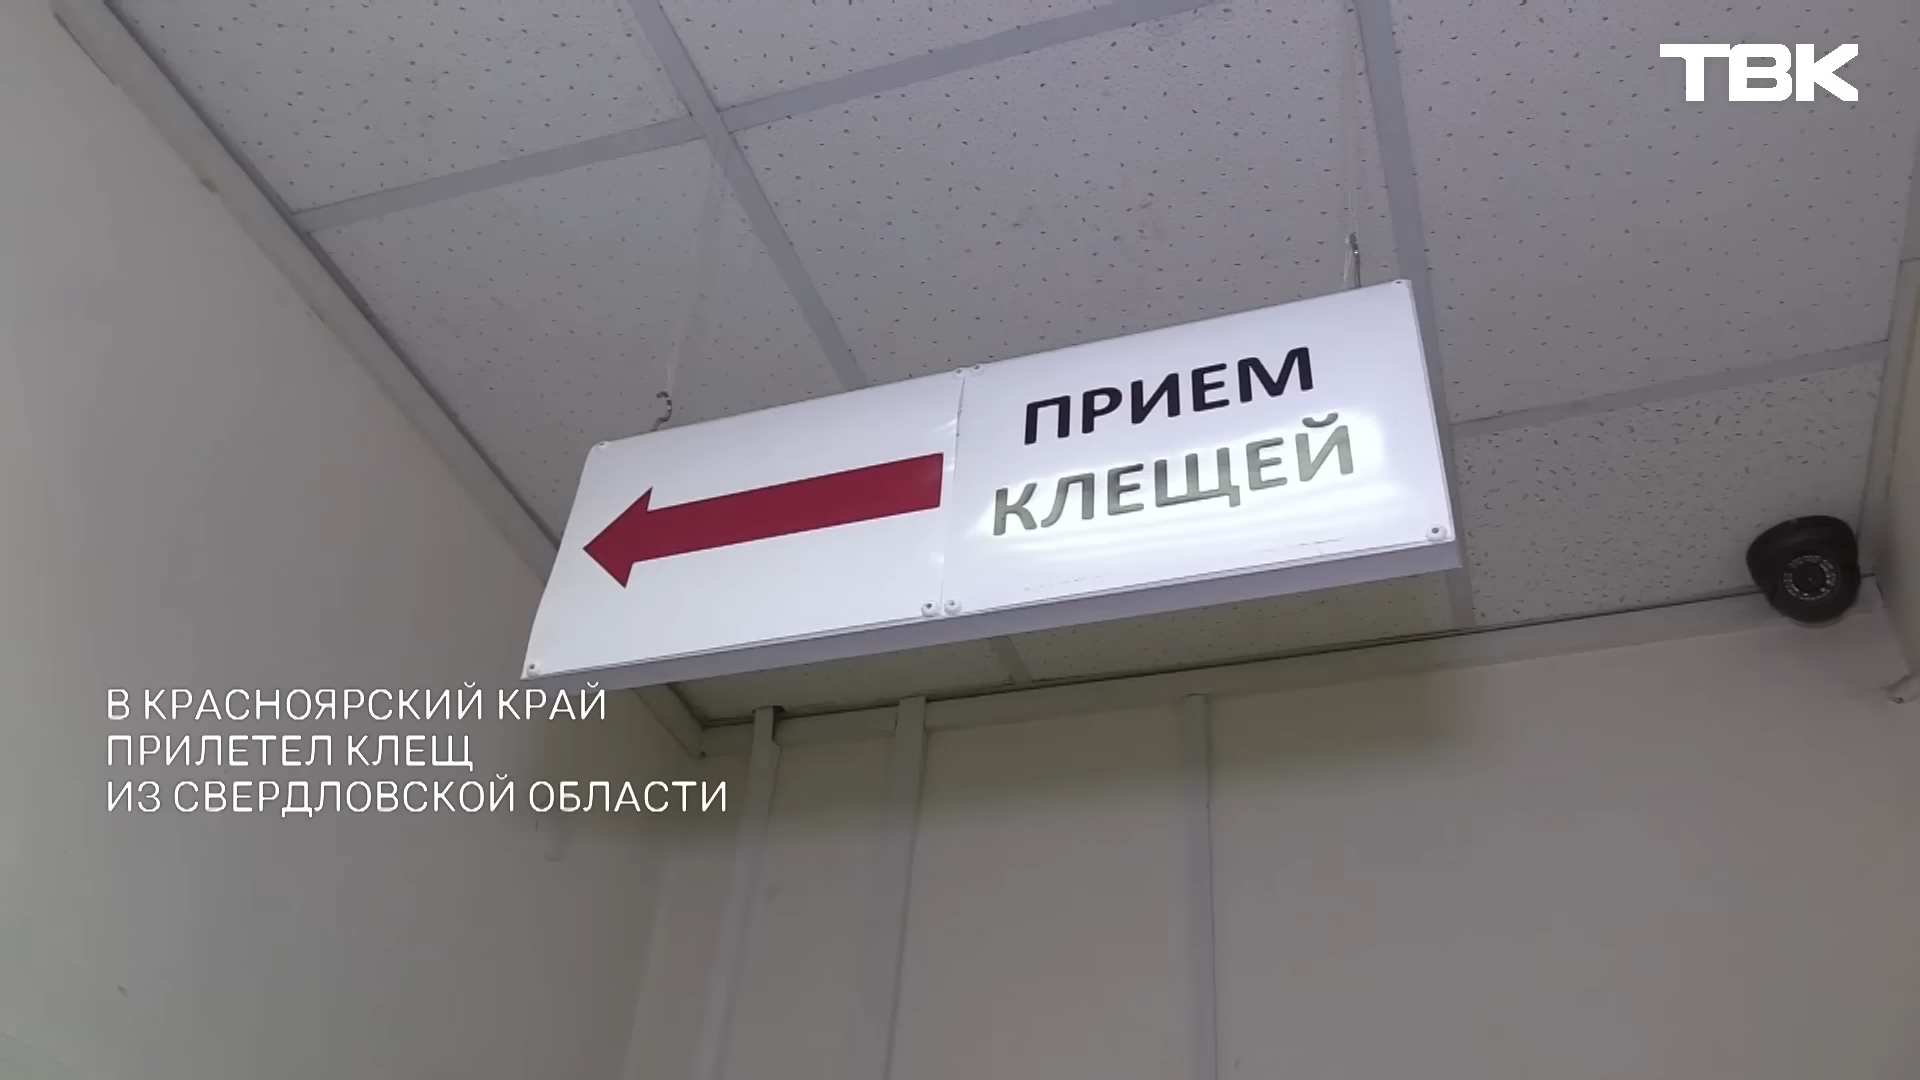 ТВК
ПРИЕМ
КЛЕЩЕЙ
В КРАСНОЯРСКИЙ КРАЙ
ПРИЛЕТЕЛ КЛЕЩ
ИЗ СВЕРДЛОВСКОЙ ОБЛАСТИ